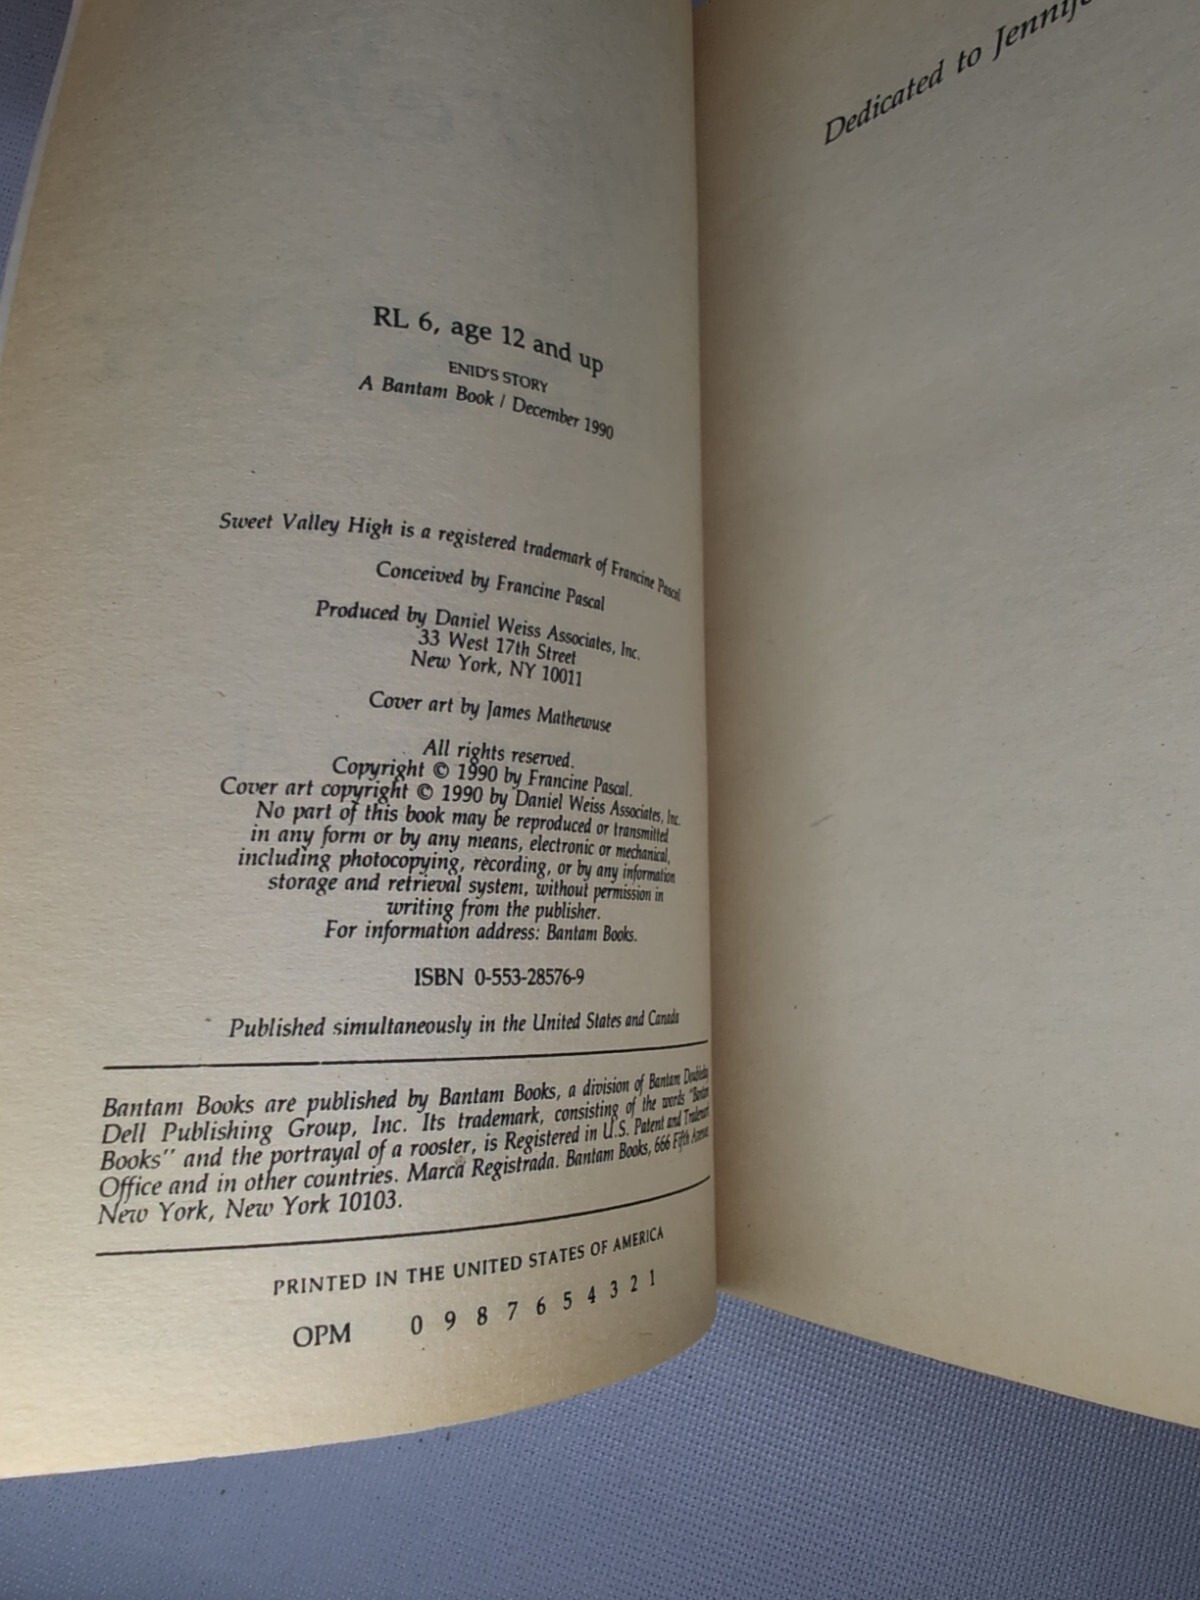 RL 6, age 12 and up
ENID'S STORY
A Bantam Book / December 1990
Sweet Valley High is a registered trademark of Francine Pascal
Conceived by Francine Pascal
Produced by Daniel Weiss Associates, Inc.
33 West 17th Street
New York, NY 10011
Cover art by James Mathewuse
All rights reserved.
Copyright © 1990 by Francine Pascal.
Cover art copyright © 1990 by Daniel Weiss Associates, Inc.
No part of this book may be reproduced or transmitted
in any form or by any means, electronic or mechanical,
including photocopying, recording, or by any information
storage and retrieval system, without permission in
writing from the publisher.
For information address: Bantam Books.
ISBN 0-553-28576-9
Published simultaneously in the United States and Canada
Bantam Books are published by Bantam Books, a division of Bantam Doubleday
Dell Publishing Group, Inc. Its trademark, consisting of the words "Bantam
Books" and the portrayal of a rooster, is Registered in U.S. Patent and Trademark
Office and in other countries. Marca Registrada. Bantam Books, 666 Fifth Avenue,
New York, New York 10103.
PRINTED IN THE UNITED STATES OF AMERICA
OPM 0 9 8 7 6 5 4 3 2 1
Dedicated to